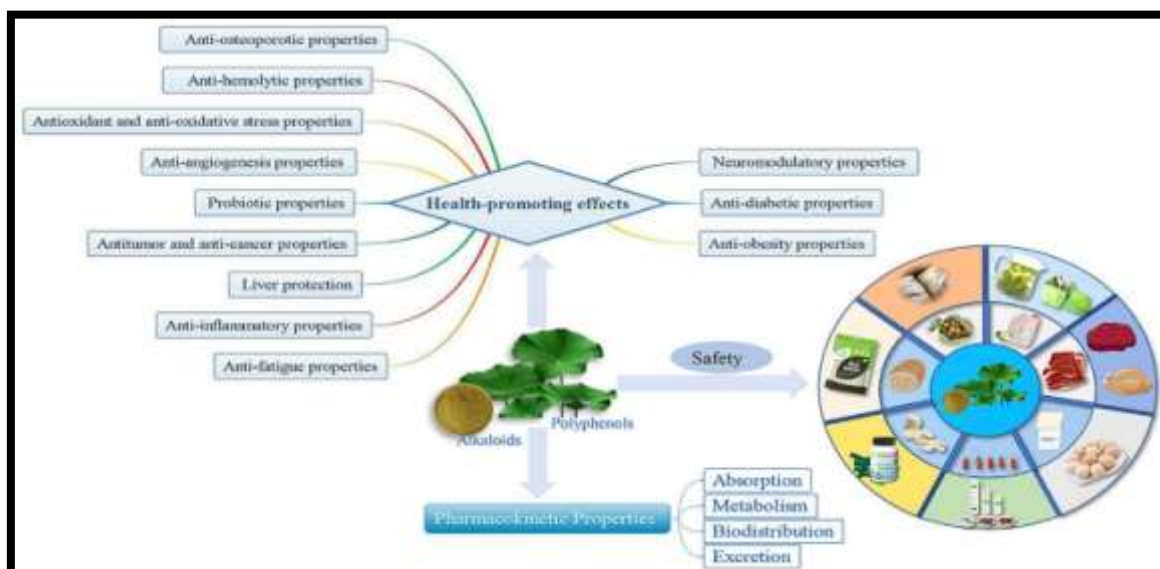 Anti-osteoporotic properties
Anti-hemolytic properties
Antioxidant and anti-oxidative stress properties
Anti-angiogenesis properties
Probiotic properties
Antitumor and anti-cancer properties
Liver protection
Anti-inflammatory properties
Anti-fatigue properties
Health-promoting effects
Neuromodulatory properties
Anti-diabetic properties
Anti-obesity properties
Safety
Polyphenols
Alkaloids
Pharmacokinetic Properties
Absorption
Metabolism
Biodistribution
Excretion